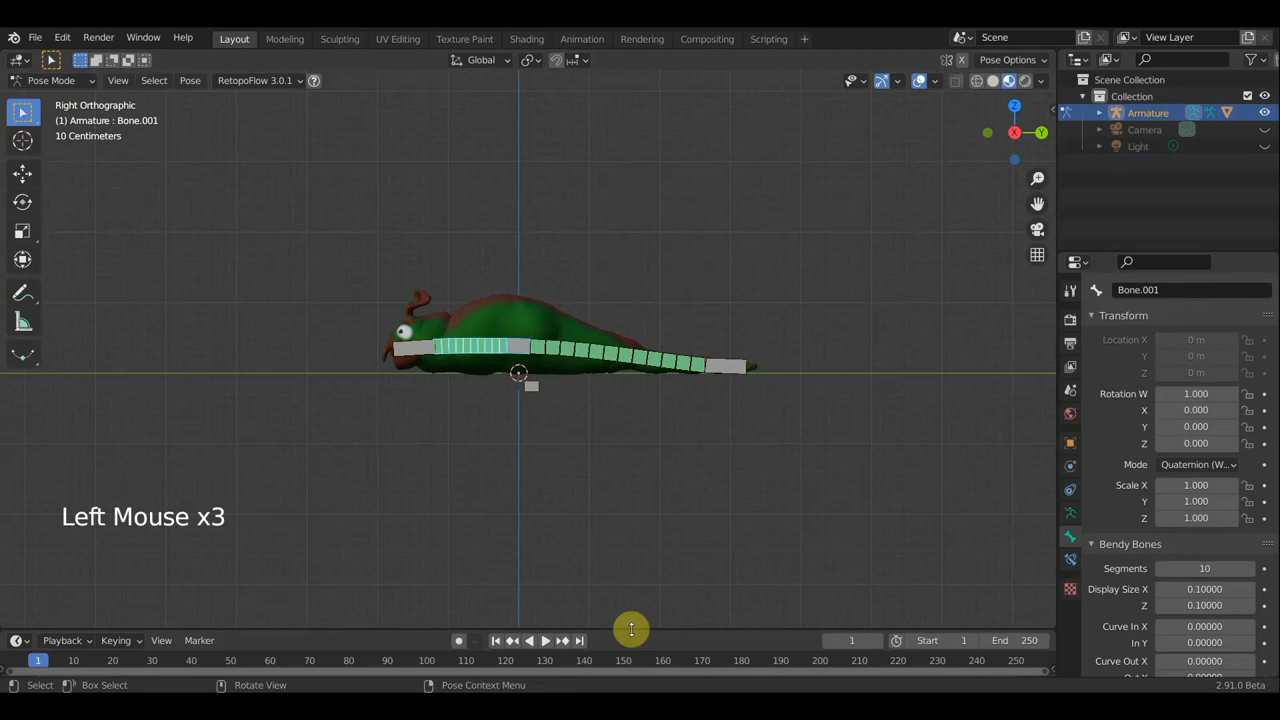 File Edit Render Window Help Layout Modeling Sculpting UV Editing Texture Paint Shading Animation Rendering Compositing Scripting + Scene View Layer
Global Pose Options
Pose Mode View Select Pose RetopoFlow 3.0.1 ?
Scene Collection
Collection
Armature
Camera
Light
Right Orthographic
(1) Armature : Bone.001
10 Centimeters
Z
X
Y
Bone.001
Transform
Location X 0 m
Y 0 m
Z 0 m
Rotation W 1.000
X 0.000
Y 0.000
Z 0.000
Mode Quaternion (W...
Scale X 1.000
Y 1.000
Z 1.000
Bendy Bones
Segments 10
Display Size X 0.10000
Z 0.10000
Curve In X 0.00000
In Y 0.00000
Curve Out X 0.00000
Left Mouse x3
Playback Keying View Marker 1 Start 1 End 250
1 10 20 30 40 50 60 70 80 90 100 110 120 130 140 150 160 170 180 190 200 210 220 230 240 250
Select Box Select Rotate View Pose Context Menu 2.91.0 Beta